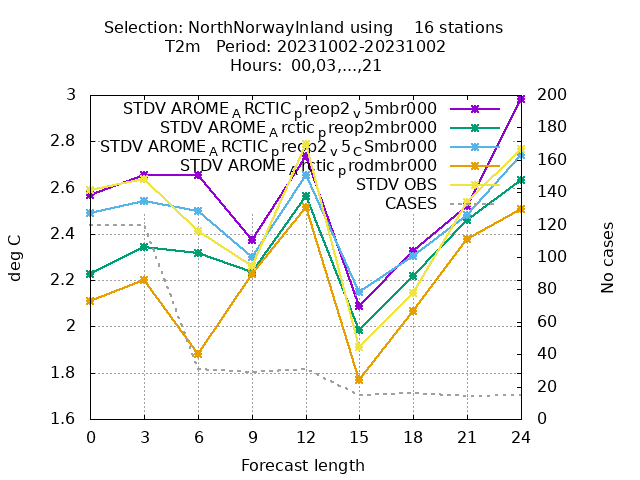 Selection: NorthNorwayInland using 16 stations
T2m Period: 20231002-20231002
Hours: 00,03,...,21
STDV AROME_ARCTIC_preop2_v5mbr000
STDV AROME_Arctic_preop2mbr000
STDV AROME_ARCTIC_preop2_v5_CSmbr000
STDV AROME_Arctic_prodmbr000
STDV OBS
CASES
deg C
3
2.8
2.6
2.4
2.2
2
1.8
1.6
No cases
200
180
160
140
120
100
80
60
40
20
0
0 3 6 9 12 15 18 21 24
Forecast length